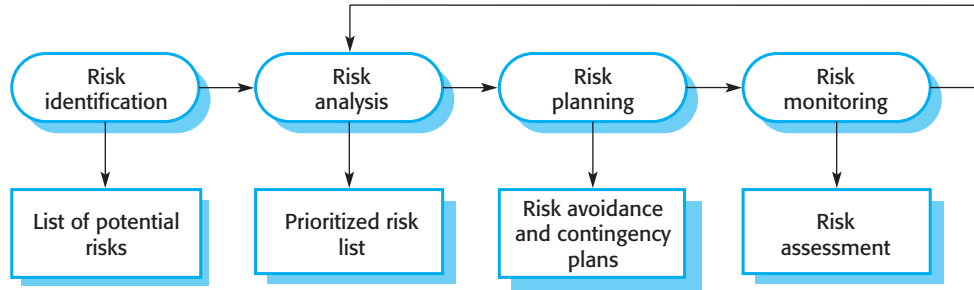 Risk
identification
Risk
analysis
Risk
planning
Risk
monitoring
List of potential
risks
Prioritized risk
list
Risk avoidance
and contingency
plans
Risk
assessment